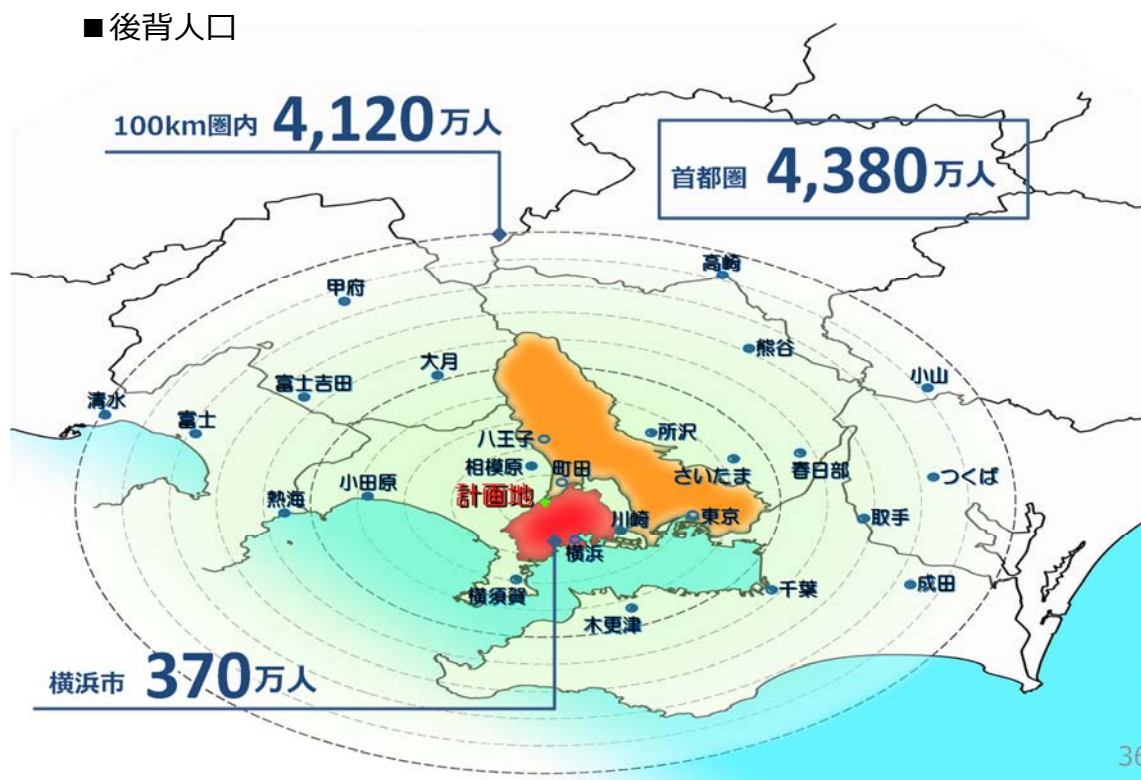 ■後背人口
100km圏内 4,120万人
首都圏 4,380万人
高崎
甲府
熊谷
大月
小山
富士吉田
清水
富士
所沢
八王子
春日部
相模原
町田
さいたま
つくば
小田原
計画地
熱海
川崎
東京
取手
横浜
横須賀
千葉
成田
木更津
横浜市 370万人
36